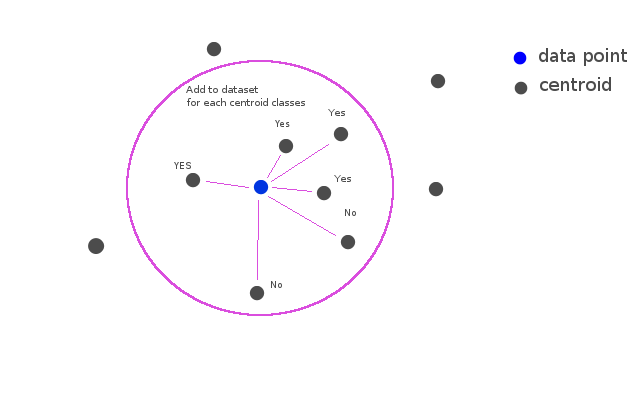 data point
centroid
Add to dataset
for each centroid classes
Yes
Yes
YES
Yes
No
No